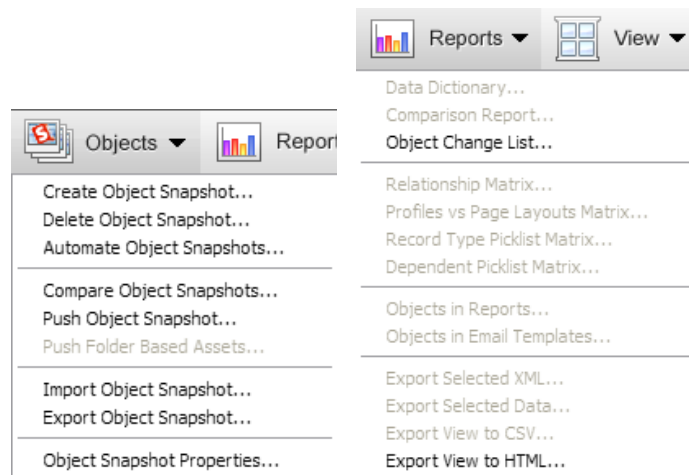 Objects
Report
Create Object Snapshot...
Delete Object Snapshot...
Automate Object Snapshots...
Compare Object Snapshots...
Push Object Snapshot...
Push Folder Based Assets...
Import Object Snapshot...
Export Object Snapshot...
Object Snapshot Properties...
Reports
View
Data Dictionary...
Comparison Report...
Object Change List...
Relationship Matrix...
Profiles vs Page Layouts Matrix...
Record Type Picklist Matrix...
Dependent Picklist Matrix...
Objects in Reports...
Objects in Email Templates...
Export Selected XML...
Export Selected Data...
Export View to CSV...
Export View to HTML...